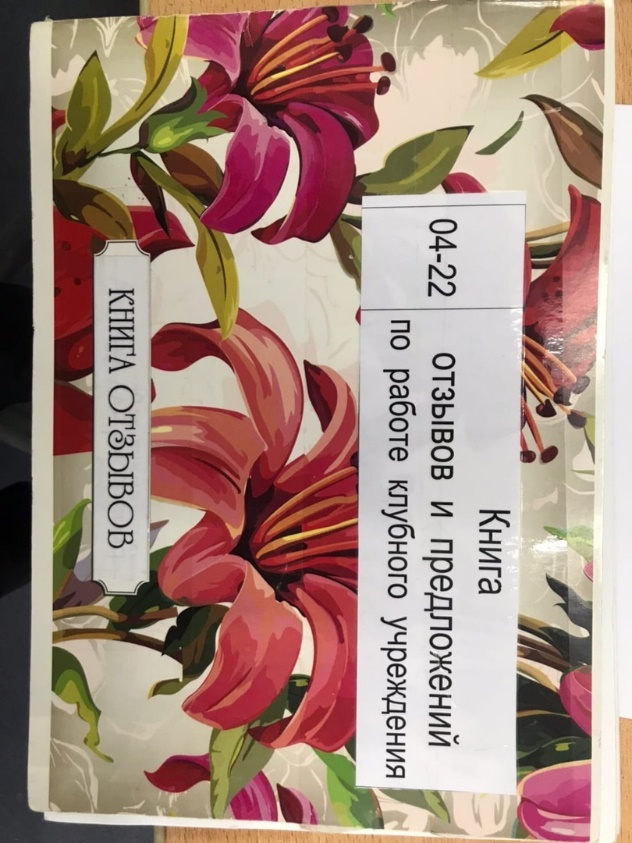 04-22
Книга
отзывов и предложений
по работе клубного учреждения
КНИГА ОТЗЫВОВ